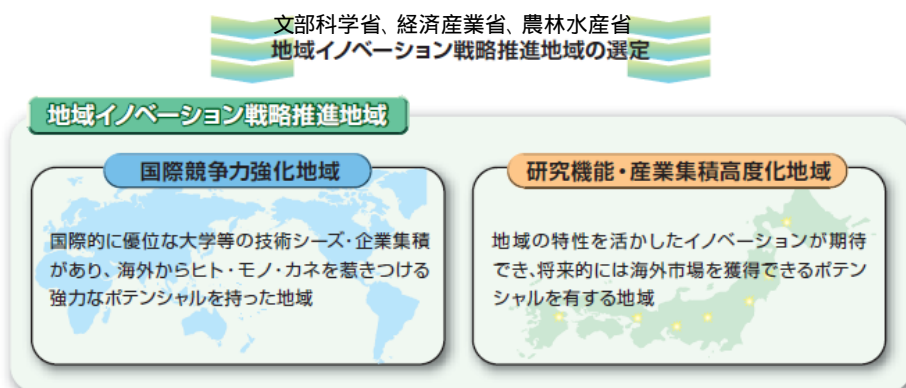 文部科学省、経済産業省、農林水産省
地域イノベーション戦略推進地域の選定
地域イノベーション戦略推進地域
国際競争力強化地域
国際的に優位な大学等の技術シーズ・企業集積
があり、海外からヒト・モノ・カネを惹きつける
強力なポテンシャルを持った地域
研究機能・産業集積高度化地域
地域の特性を活かしたイノベーションが期待
でき、将来的には海外市場を獲得できるポテン
シャルを有する地域